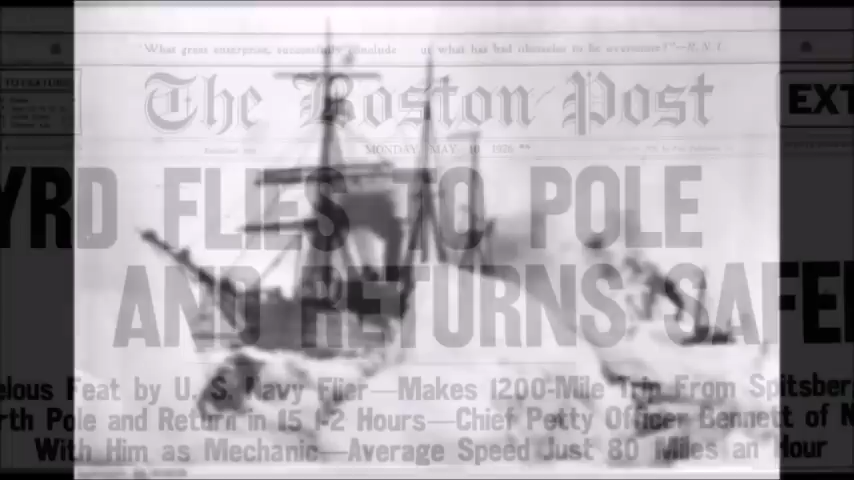 "What great enterprise, successfully conclude us what has had obstacles to be overcome?"—R.N.I.
TO FEATURES
The Boston Post
EXT
MONDAY, MAY 10 1926 **
YRD FLIES TO POLE
AND RETURNS SAFE
elous Feat by U. S. Navy Flier—Makes 1200-Mile Trip From Spitsber
rth Pole and Return in 15 1-2 Hours—Chief Petty Officer Bennett of N
With Him as Mechanic—Average Speed Just 80 Miles an Hour